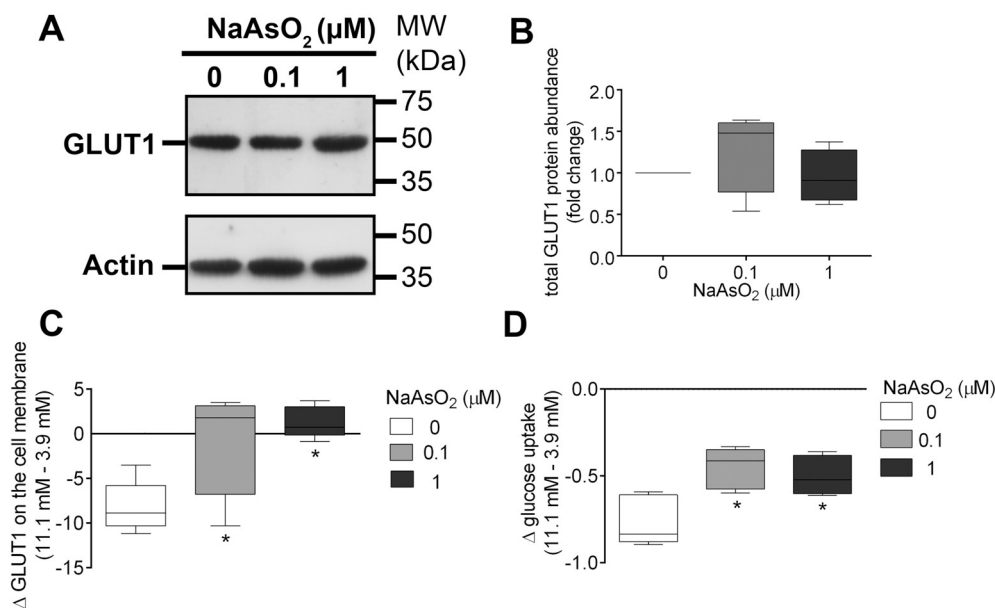 A
NaAsO₂ (µM)
0 0.1 1
MW
(kDa)
75
GLUT1
50
35
50
Actin
35
B
total GLUT1 protein abundance
(fold change)
2.0
1.5
1.0
0.5
0.0
0 0.1 1
NaAsO₂ (µM)
C
Δ GLUT1 on the cell membrane
(11.1 mM - 3.9 mM)
5
0
-5
-10
-15
*
*
NaAsO₂ (µM)
0
0.1
1
D
Δ glucose uptake
(11.1 mM - 3.9 mM)
0.0
-0.5
-1.0
*
*
NaAsO₂ (µM)
0
0.1
1